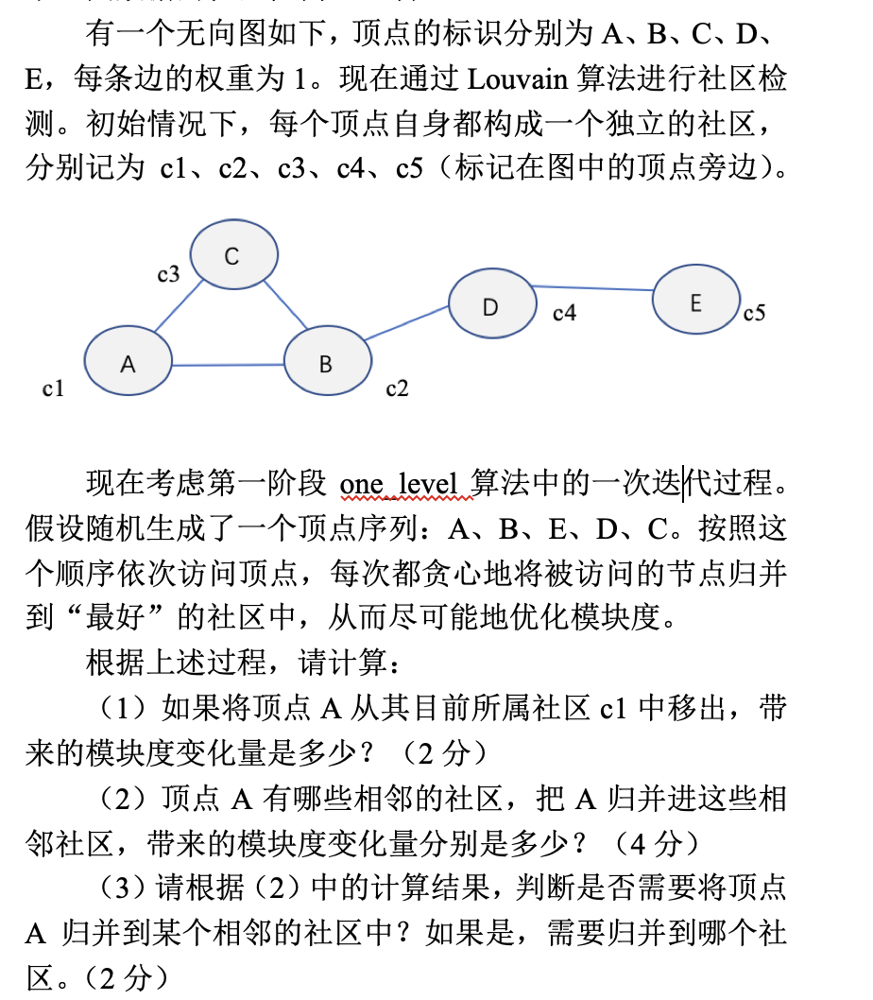 有一个无向图如下，顶点的标识分别为 A、B、C、D、
E，每条边的权重为 1。现在通过 Louvain 算法进行社区检
测。初始情况下，每个顶点自身都构成一个独立的社区，
分别记为 c1、c2、c3、c4、c5（标记在图中的顶点旁边）。
C
c3
D
E
c4
c5
A
B
c1
c2
现在考虑第一阶段 one_level 算法中的一次迭代过程。
假设随机生成了一个顶点序列：A、B、E、D、C。按照这
个顺序依次访问顶点，每次都贪心地将被访问的节点归并
到“最好”的社区中，从而尽可能地优化模块度。
根据上述过程，请计算：
（1）如果将顶点 A 从其目前所属社区 c1 中移出，带
来的模块度变化量是多少？（2 分）
（2）顶点 A 有哪些相邻的社区，把 A 归并进这些相
邻社区，带来的模块度变化量分别是多少？（4 分）
（3）请根据（2）中的计算结果，判断是否需要将顶点
A 归并到某个相邻的社区中？如果是，需要归并到哪个社
区。（2 分）